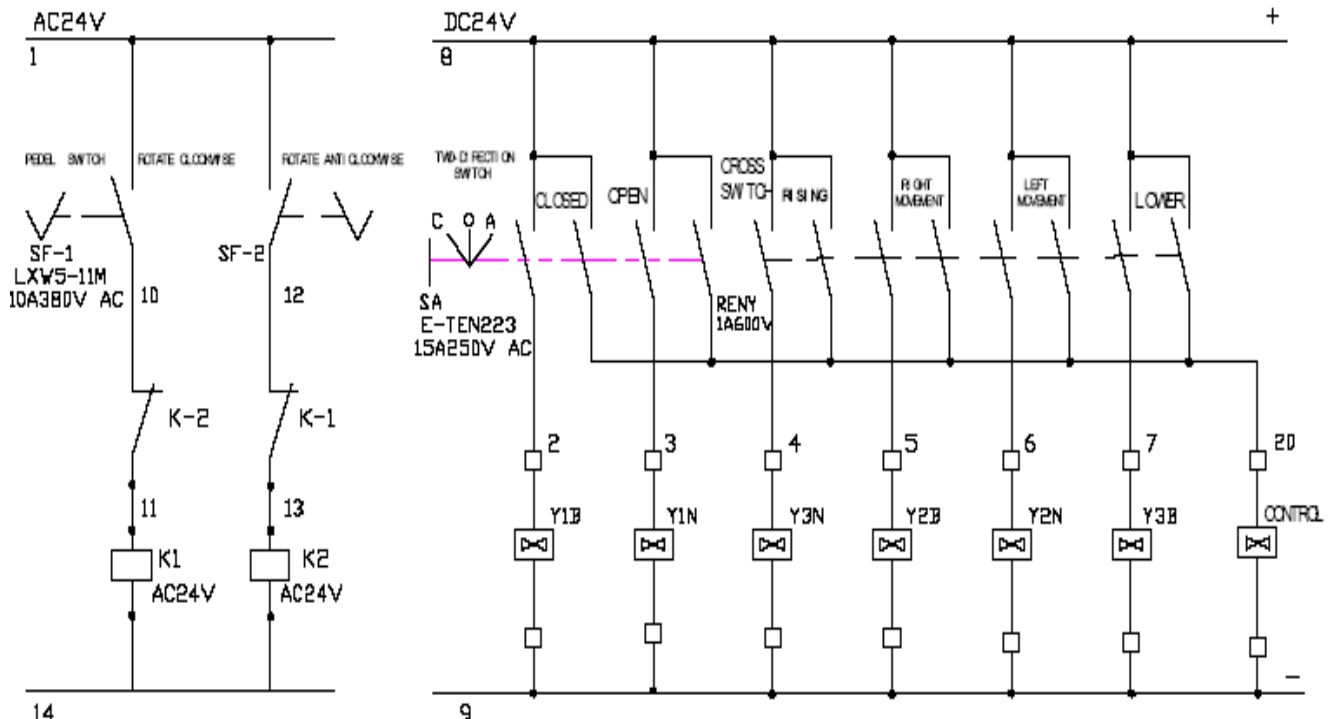 AC24V
DC24V
+
1
8
PEDEL SWITCH
ROTATE CLOCKWISE
ROTATE ANTI CLOCKWISE
TWO-DIRECTION
SWITCH
CLOSED
OPEN
CROSS
SWITCH
RISING
RIGHT
MOVEMENT
LEFT
MOVEMENT
LOWER
C O A
SF-1
LXW5-11M
10A380V AC
SF-2
10
12
SA
E-TEN223
15A250V AC
RENY
1A600V
K-2
K-1
2
3
4
5
6
7
20
11
13
Y1B
Y1N
Y3N
Y2B
Y2N
Y3B
CONTROL
K1
AC24V
K2
AC24V
-
14
9